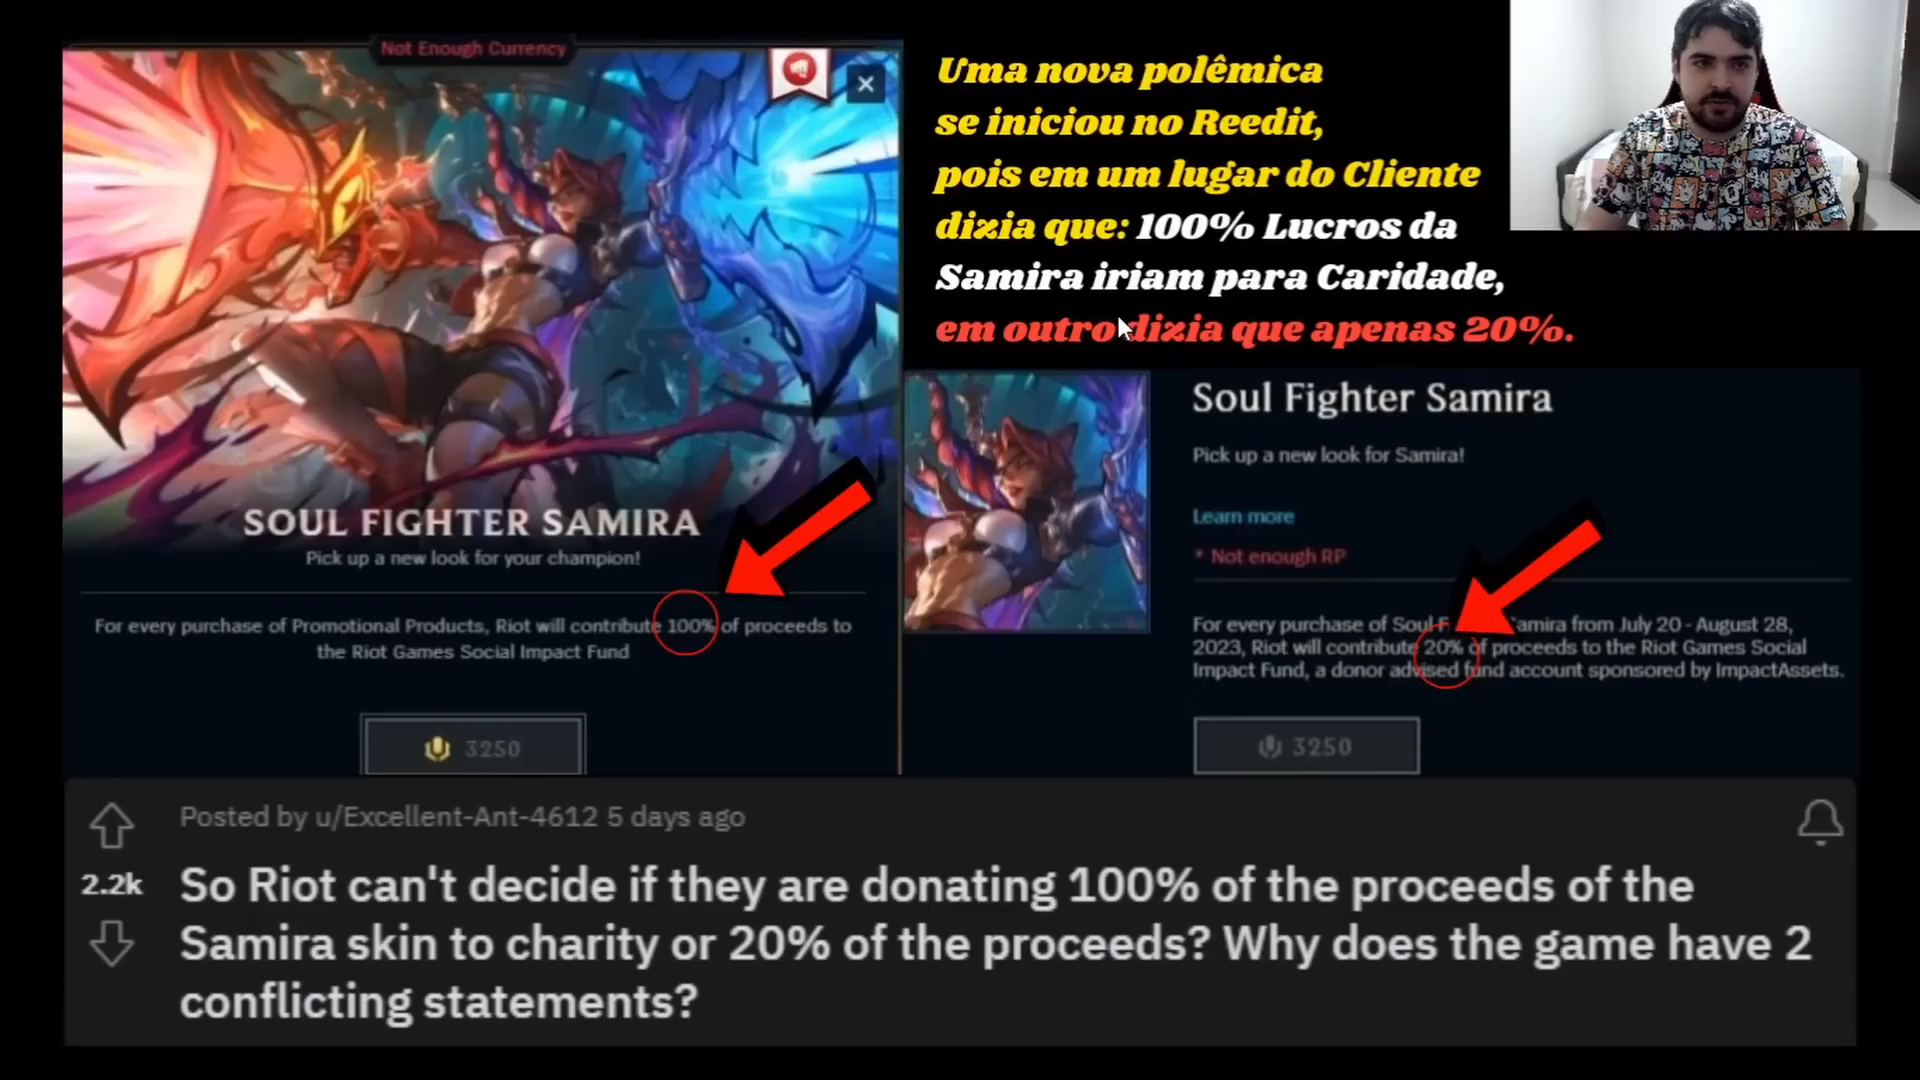 Not Enough Currency
SOUL FIGHTER SAMIRA
Pick up a new look for your champion!
For every purchase of Promotional Products, Riot will contribute 100% of proceeds to
the Riot Games Social Impact Fund
3250
Uma nova polêmica
se iniciou no Reedit,
pois em um lugar do Cliente
dizia que: 100% Lucros da
Samira iriam para Caridade,
em outro dizia que apenas 20%.
Soul Fighter Samira
Pick up a new look for Samira!
Learn more
* Not enough RP
For every purchase of Soul F Samira from July 20 - August 28,
2023, Riot will contribute 20% of proceeds to the Riot Games Social
Impact Fund, a donor advised fund account sponsored by ImpactAssets.
3250
Posted by u/Excellent-Ant-4612 5 days ago
2.2k
So Riot can't decide if they are donating 100% of the proceeds of the
Samira skin to charity or 20% of the proceeds? Why does the game have 2
conflicting statements?